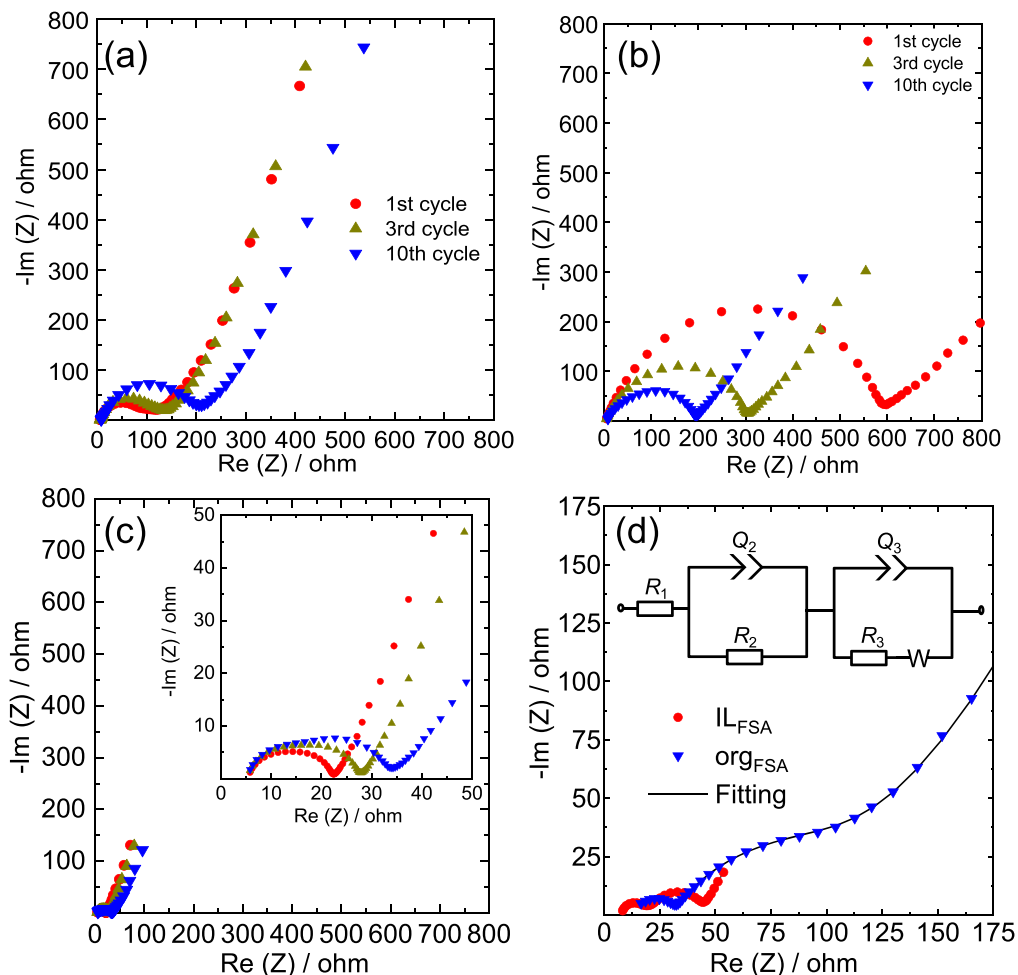 (a)
800
700
600
500
400
300
200
100
-Im (Z) / ohm
1st cycle
3rd cycle
10th cycle
0 100 200 300 400 500 600 700 800
Re (Z) / ohm
(b)
800
700
600
500
400
300
200
100
-Im (Z) / ohm
1st cycle
3rd cycle
10th cycle
0 100 200 300 400 500 600 700 800
Re (Z) / ohm
(c)
800
750
700
600
500
400
300
200
100
-Im (Z) / ohm
0 100 200 300 400 500 600 700 800
Re (Z) / ohm
50
40
30
20
10
-Im (Z) / ohm
0 10 20 30 40 50
Re (Z) / ohm
(d)
175
150
125
100
75
50
25
-Im (Z) / ohm
R1
Q2
R2
Q3
R3
W
ILFSA
orgFSA
Fitting
0 25 50 75 100 125 150 175
Re (Z) / ohm